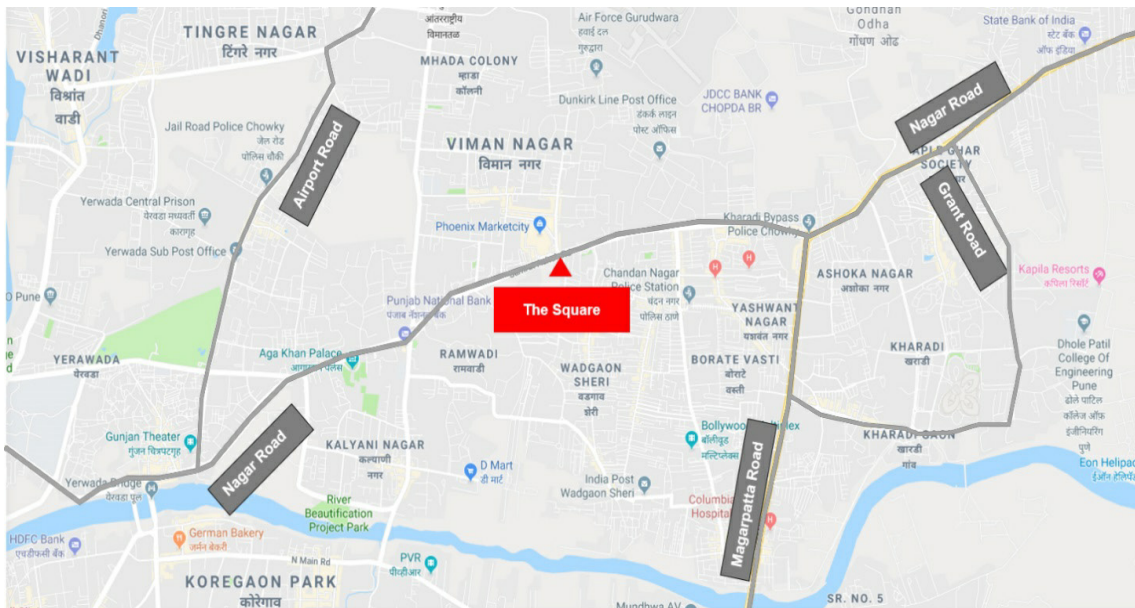 Dhanori
TINGRE NAGAR
टिंगरे नगर
VISHARANT
WADI
विश्रांत
वाडी
आंतरराष्ट्रीय
विमानतळ
MHADA COLONY
म्हाडा
कॉलनी
Air Force Gurudwara
हवाई दल
गुरुद्वारा
Gondhan
Odha
गोंधण ओढ
State Bank of India
स्टेट बँक
ऑफ इंडिया
Dunkirk Line Post Office
डंकर्क लाइन
पोस्ट ऑफिस
JDCC BANK
CHOPDA BR
Nagar Road
Jail Road Police Chowky
जेल रोड
पोलिस चौकी
Airport Road
VIMAN NAGAR
विमान नगर
SOCIETY
Grant Road
Yerwada Central Prison
येरवडा मध्यवर्ती
कारागृह
Yerwada Sub Post Office
Phoenix Marketcity
Kharadi Bypass
Police Chowky
ASHOKA NAGAR
अशोका नगर
Kapila Resorts
कपिला रिसॉर्ट
O Pune
Punjab National Bank
पंजाब नॅशनल बँक
The Square
Chandan Nagar
Police Station
चंदन नगर
पोलिस ठाणे
YASHWANT
NAGAR
यशवंत नगर
YERAWADA
येरवडा
Aga Khan Palace
RAMWADI
रामवाडी
WADGAON
SHERI
वडगाव
शेरी
BORATE VASTI
बोराटे
वस्ती
KHARADI
खराडी
Dhole Patil
College Of
Engineering
Pune
ढोले पाटिल
कॉलेज ऑफ
इंजीनियरिंग
पुणे
Gunjan Theater
गुंजन चित्रपटगृह
Nagar Road
KALYANI NAGAR
कल्याणी
नगर
D Mart
डी मार्ट
बॉलीवूड
मल्टिप्लेक्स
Magarpatta Road
KHARADI GAON
खारडी
गांव
Eon Helipad
Yerwada Bridge
येरवडा पुल
River
Beautification
Project Park
India Post
Wadgaon Sheri
HDFC Bank
एचडीएफसी बँक
German Bakery
जर्मन बेकरी
N Main Rd
PVR
पीव्हीआर
KOREGAON PARK
कोरेगाव
SR. NO. 5